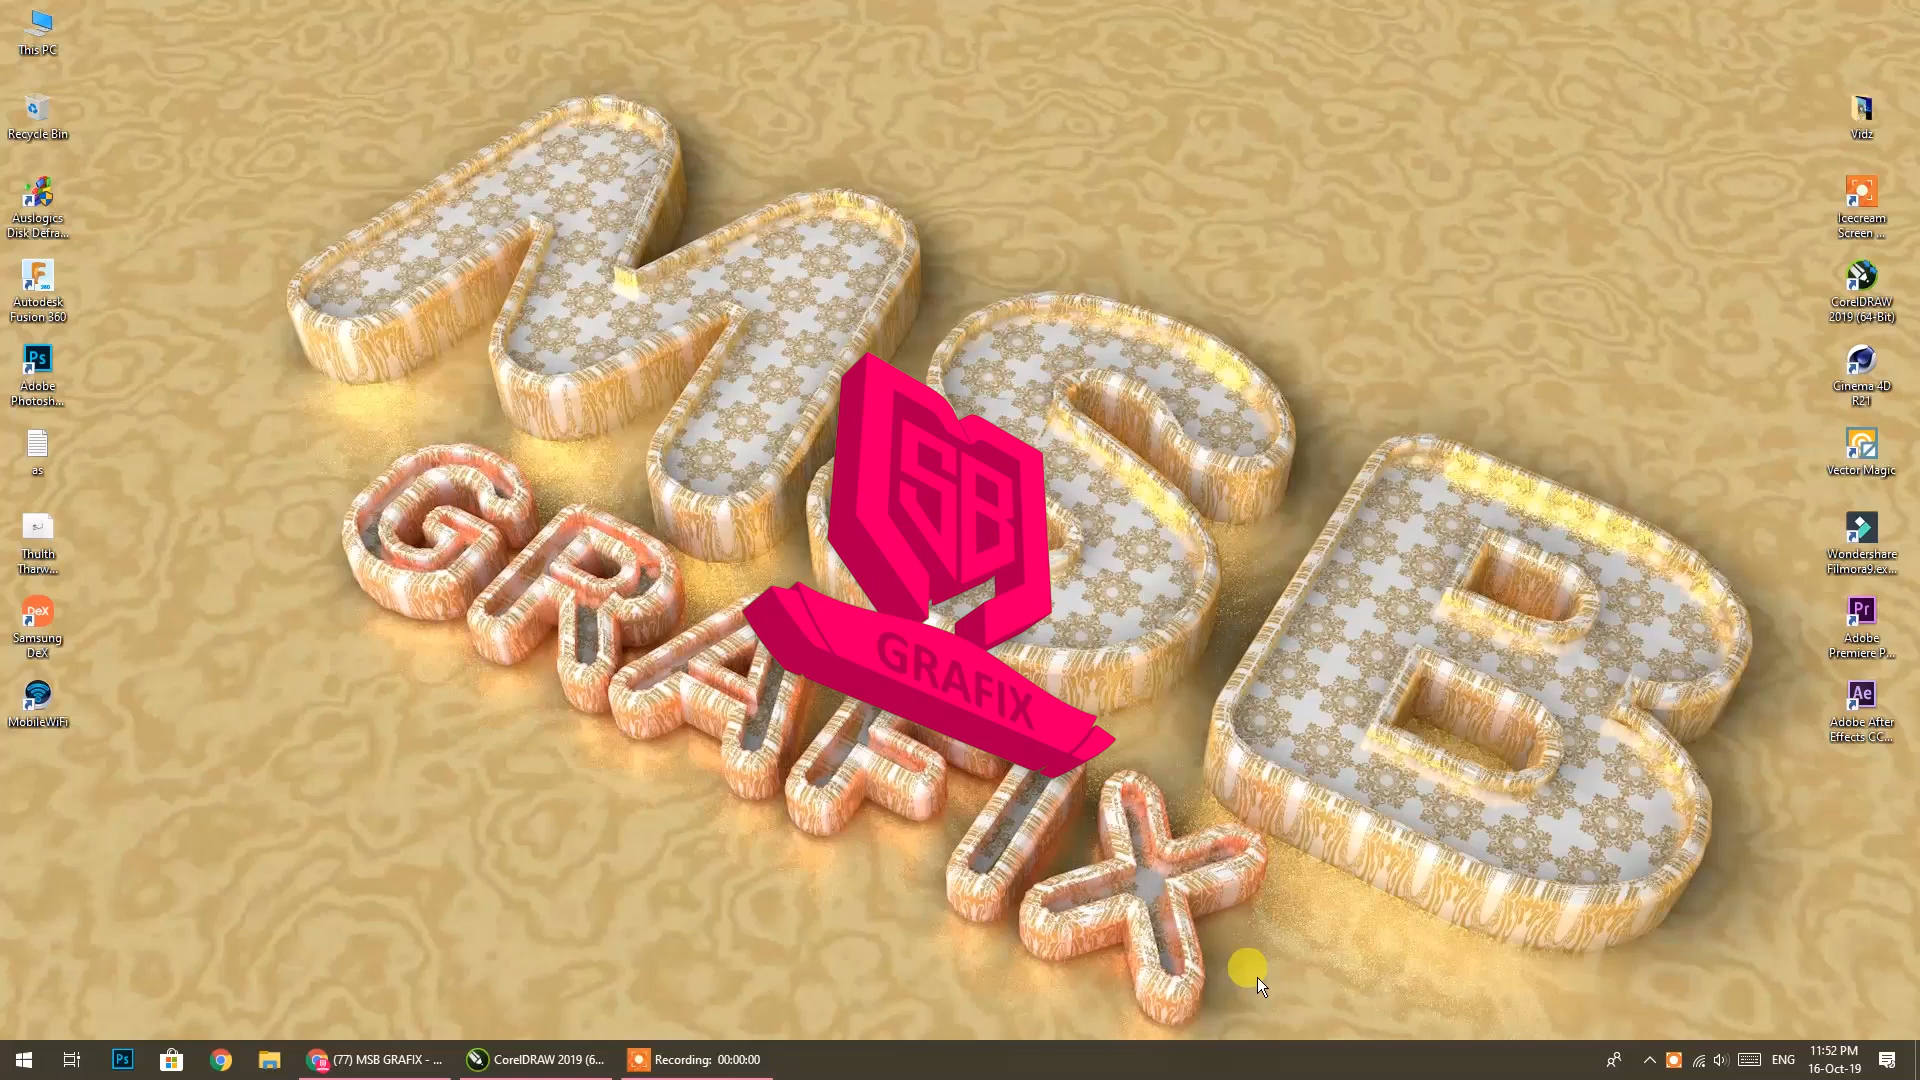 This PC
Recycle Bin
Auslogics
Disk Defra...
Autodesk
Fusion 360
Adobe
Photosh...
as
Thulth
Tharw...
Samsung
DeX
MobileWiFi
MSB
GRAFIX
SB
GRAFIX
Vidz
Icecream
Screen ...
CorelDRAW
2019 (64-Bit)
Cinema 4D
R21
Vector Magic
Wondershare
Filmora9.ex...
Adobe
Premiere P...
Adobe After
Effects CC...
(77) MSB GRAFIX - ...
CorelDRAW 2019 (6...
Recording: 00:00:00
ENG
11:52 PM
16-Oct-19